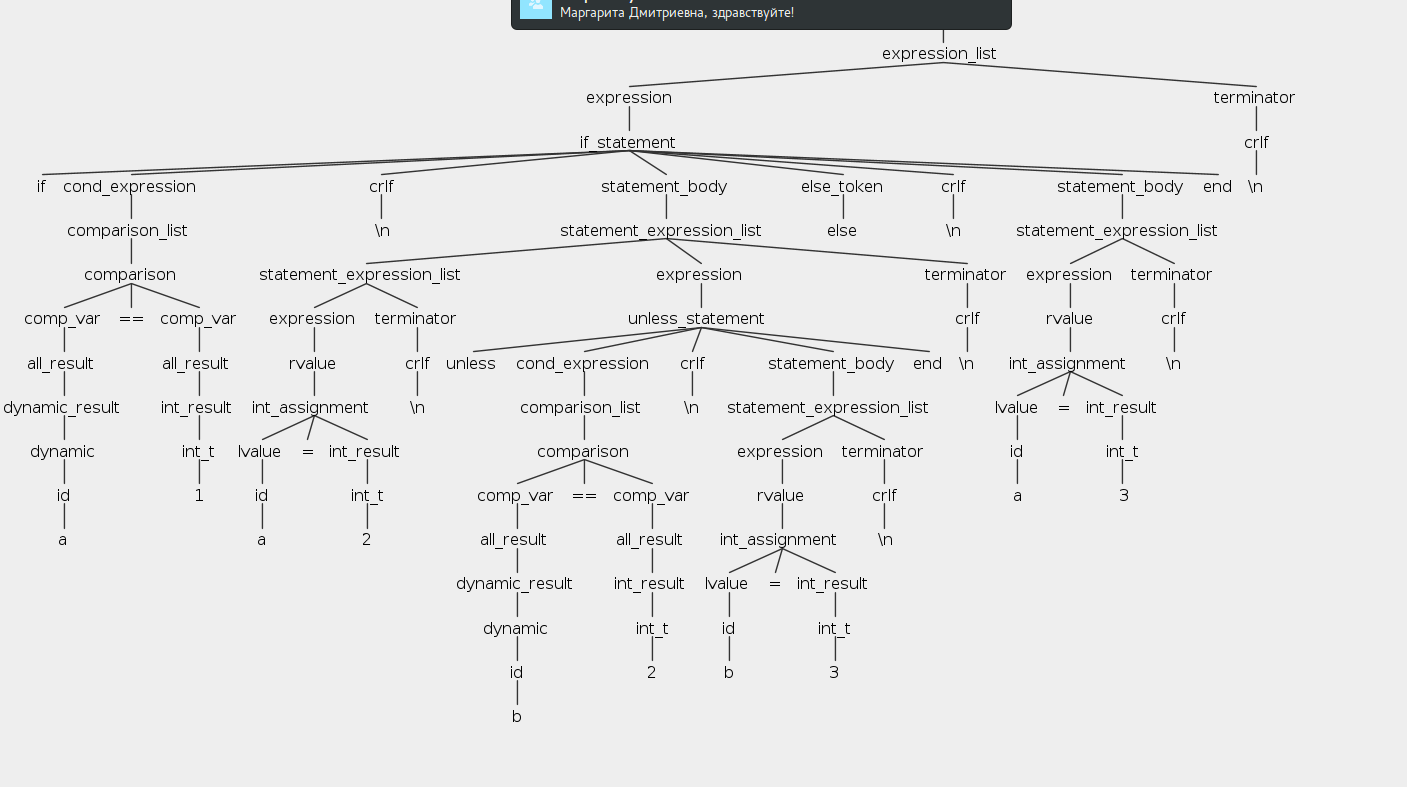 Маргарита Дмитриевна, здравствуйте!
expression_list
expression terminator
if_statement crlf
if cond_expression crlf statement_body else_token crlf statement_body end \n
comparison_list \n statement_expression_list else \n statement_expression_list
comparison statement_expression_list expression terminator expression terminator
comp_var == comp_var expression terminator unless_statement crlf rvalue crlf
all_result all_result rvalue crlf unless cond_expression crlf statement_body end \n int_assignment \n
dynamic_result int_result int_assignment \n comparison_list \n statement_expression_list lvalue = int_result
dynamic int_t lvalue = int_result comparison expression terminator id int_t
id 1 id int_t comp_var == comp_var rvalue crlf a 3
a a 2 all_result all_result int_assignment \n
dynamic_result int_result lvalue = int_result
dynamic int_t id int_t
id 2 b 3
b